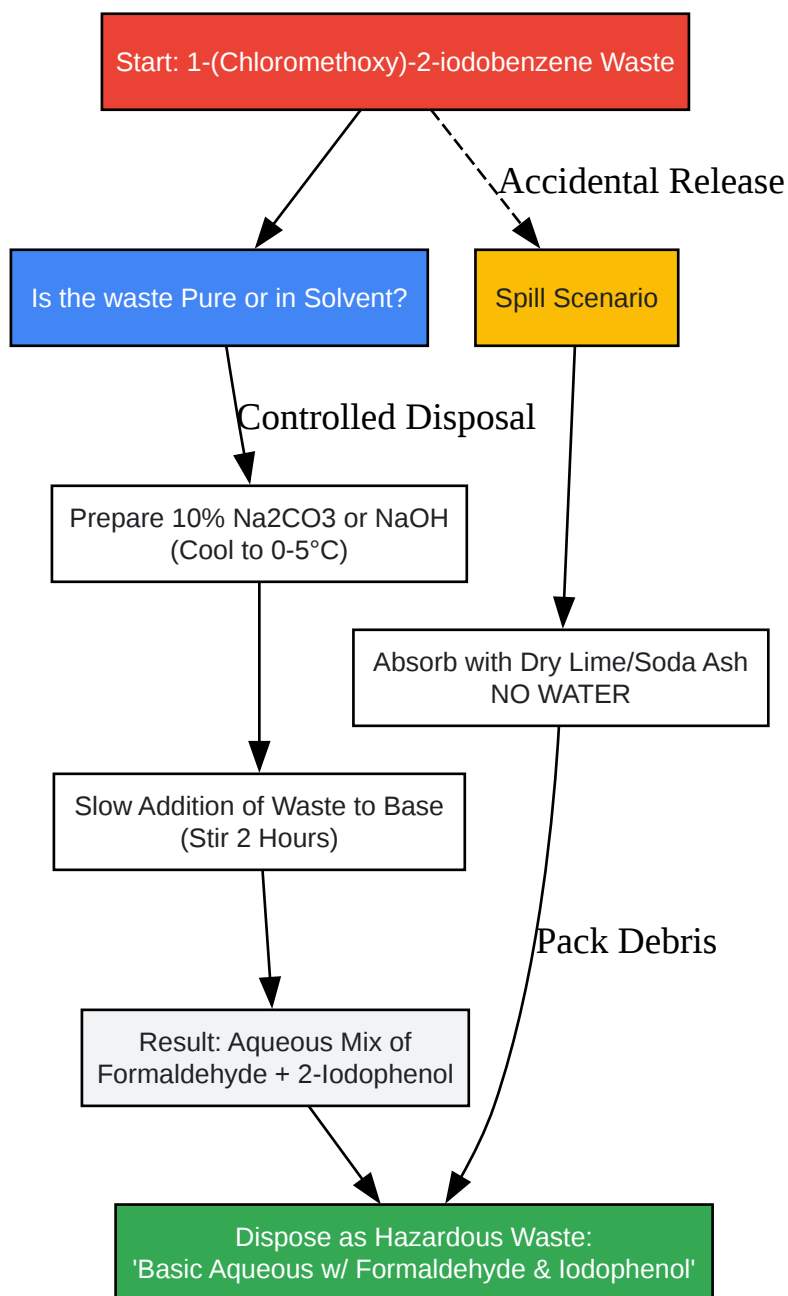 Start: 1-(Chloromethoxy)-2-iodobenzene Waste
Accidental Release
Is the waste Pure or in Solvent?
Spill Scenario
Controlled Disposal
Prepare 10% Na2CO3 or NaOH
(Cool to 0-5°C)
Absorb with Dry Lime/Soda Ash
NO WATER
Slow Addition of Waste to Base
(Stir 2 Hours)
Pack Debris
Result: Aqueous Mix of
Formaldehyde + 2-Iodophenol
Dispose as Hazardous Waste:
'Basic Aqueous w/ Formaldehyde & Iodophenol'